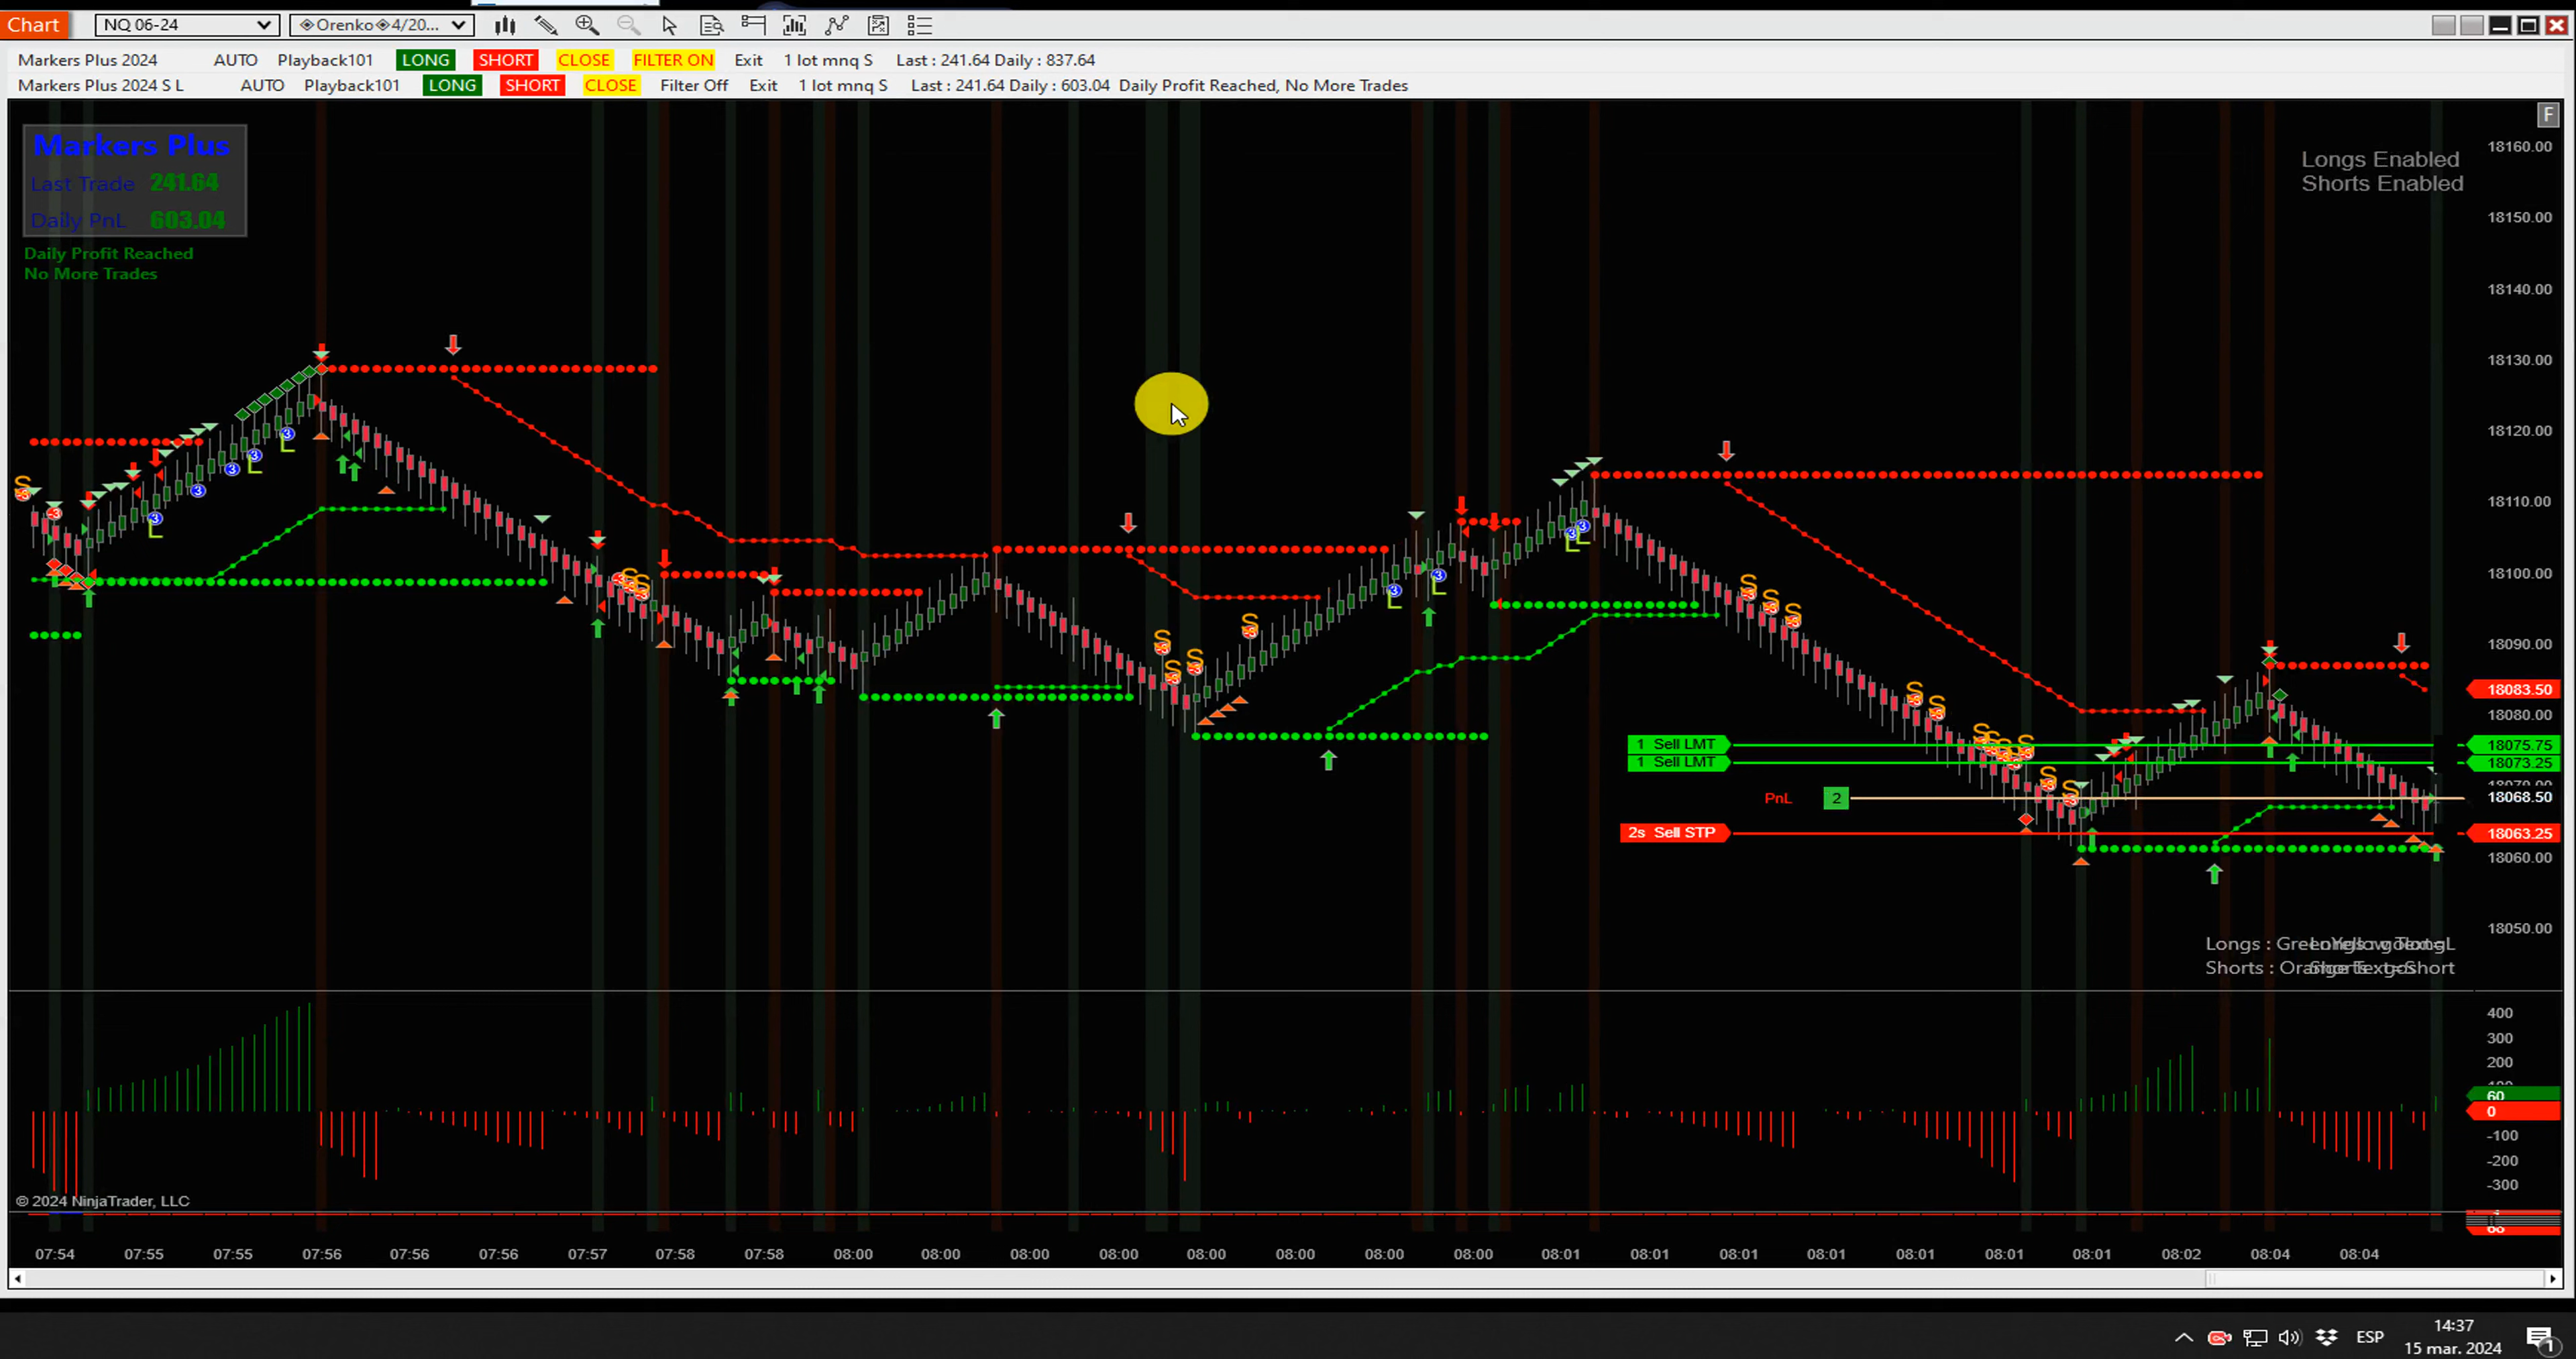 Chart NQ 06-24 Orenko 4/20...
Markers Plus 2024 AUTO Playback101 LONG SHORT CLOSE FILTER ON Exit 1 lot mnq S Last : 241.64 Daily : 837.64
Markers Plus 2024 S L AUTO Playback101 LONG SHORT CLOSE Filter Off Exit 1 lot mnq S Last : 241.64 Daily : 603.04 Daily Profit Reached, No More Trades
F
Markers Plus
Last Trade 241.64
Daily PnL 603.04
Daily Profit Reached
No More Trades
Longs Enabled
Shorts Enabled
18160.00
18150.00
18140.00
18130.00
18120.00
18110.00
18100.00
18090.00
18083.50
18080.00
1 Sell LMT 18075.75
1 Sell LMT 18073.25
PnL 2 18068.50
2s Sell STP 18063.25
18060.00
18050.00
Longs :
Shorts :
400
300
200
60
0
-100
-200
-300
© 2024 NinjaTrader, LLC
07:54 07:55 07:55 07:56 07:56 07:56 07:57 07:58 07:58 08:00 08:00 08:00 08:00 08:00 08:00 08:00 08:00 08:01 08:01 08:01 08:01 08:01 08:01 08:01 08:02 08:04 08:04
ESP
14:37
15 mar. 2024
1